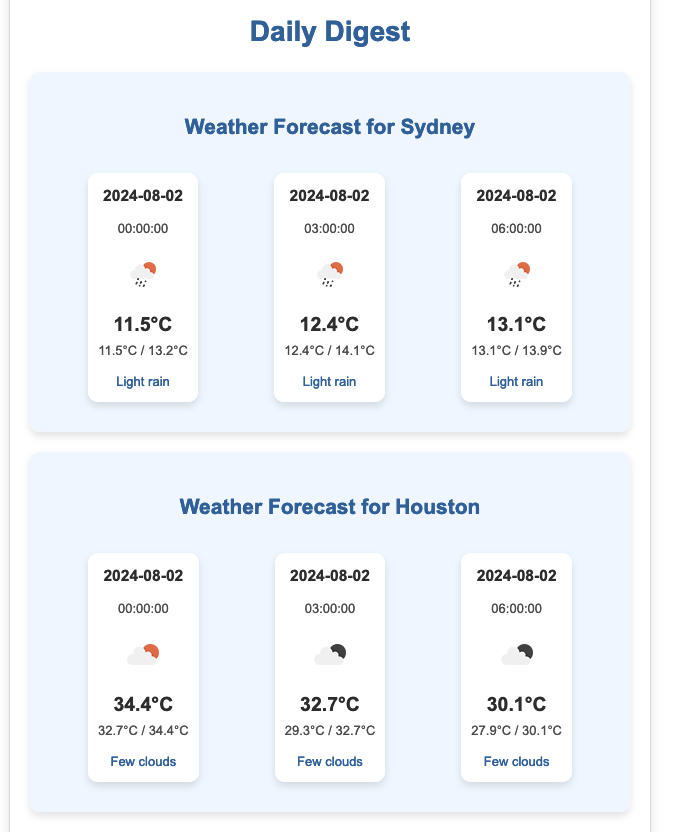 Daily Digest
Weather Forecast for Sydney
2024-08-02
00:00:00
11.5°C
11.5°C / 13.2°C
Light rain
2024-08-02
03:00:00
12.4°C
12.4°C / 14.1°C
Light rain
2024-08-02
06:00:00
13.1°C
13.1°C / 13.9°C
Light rain
Weather Forecast for Houston
2024-08-02
00:00:00
34.4°C
32.7°C / 34.4°C
Few clouds
2024-08-02
03:00:00
32.7°C
29.3°C / 32.7°C
Few clouds
2024-08-02
06:00:00
30.1°C
27.9°C / 30.1°C
Few clouds